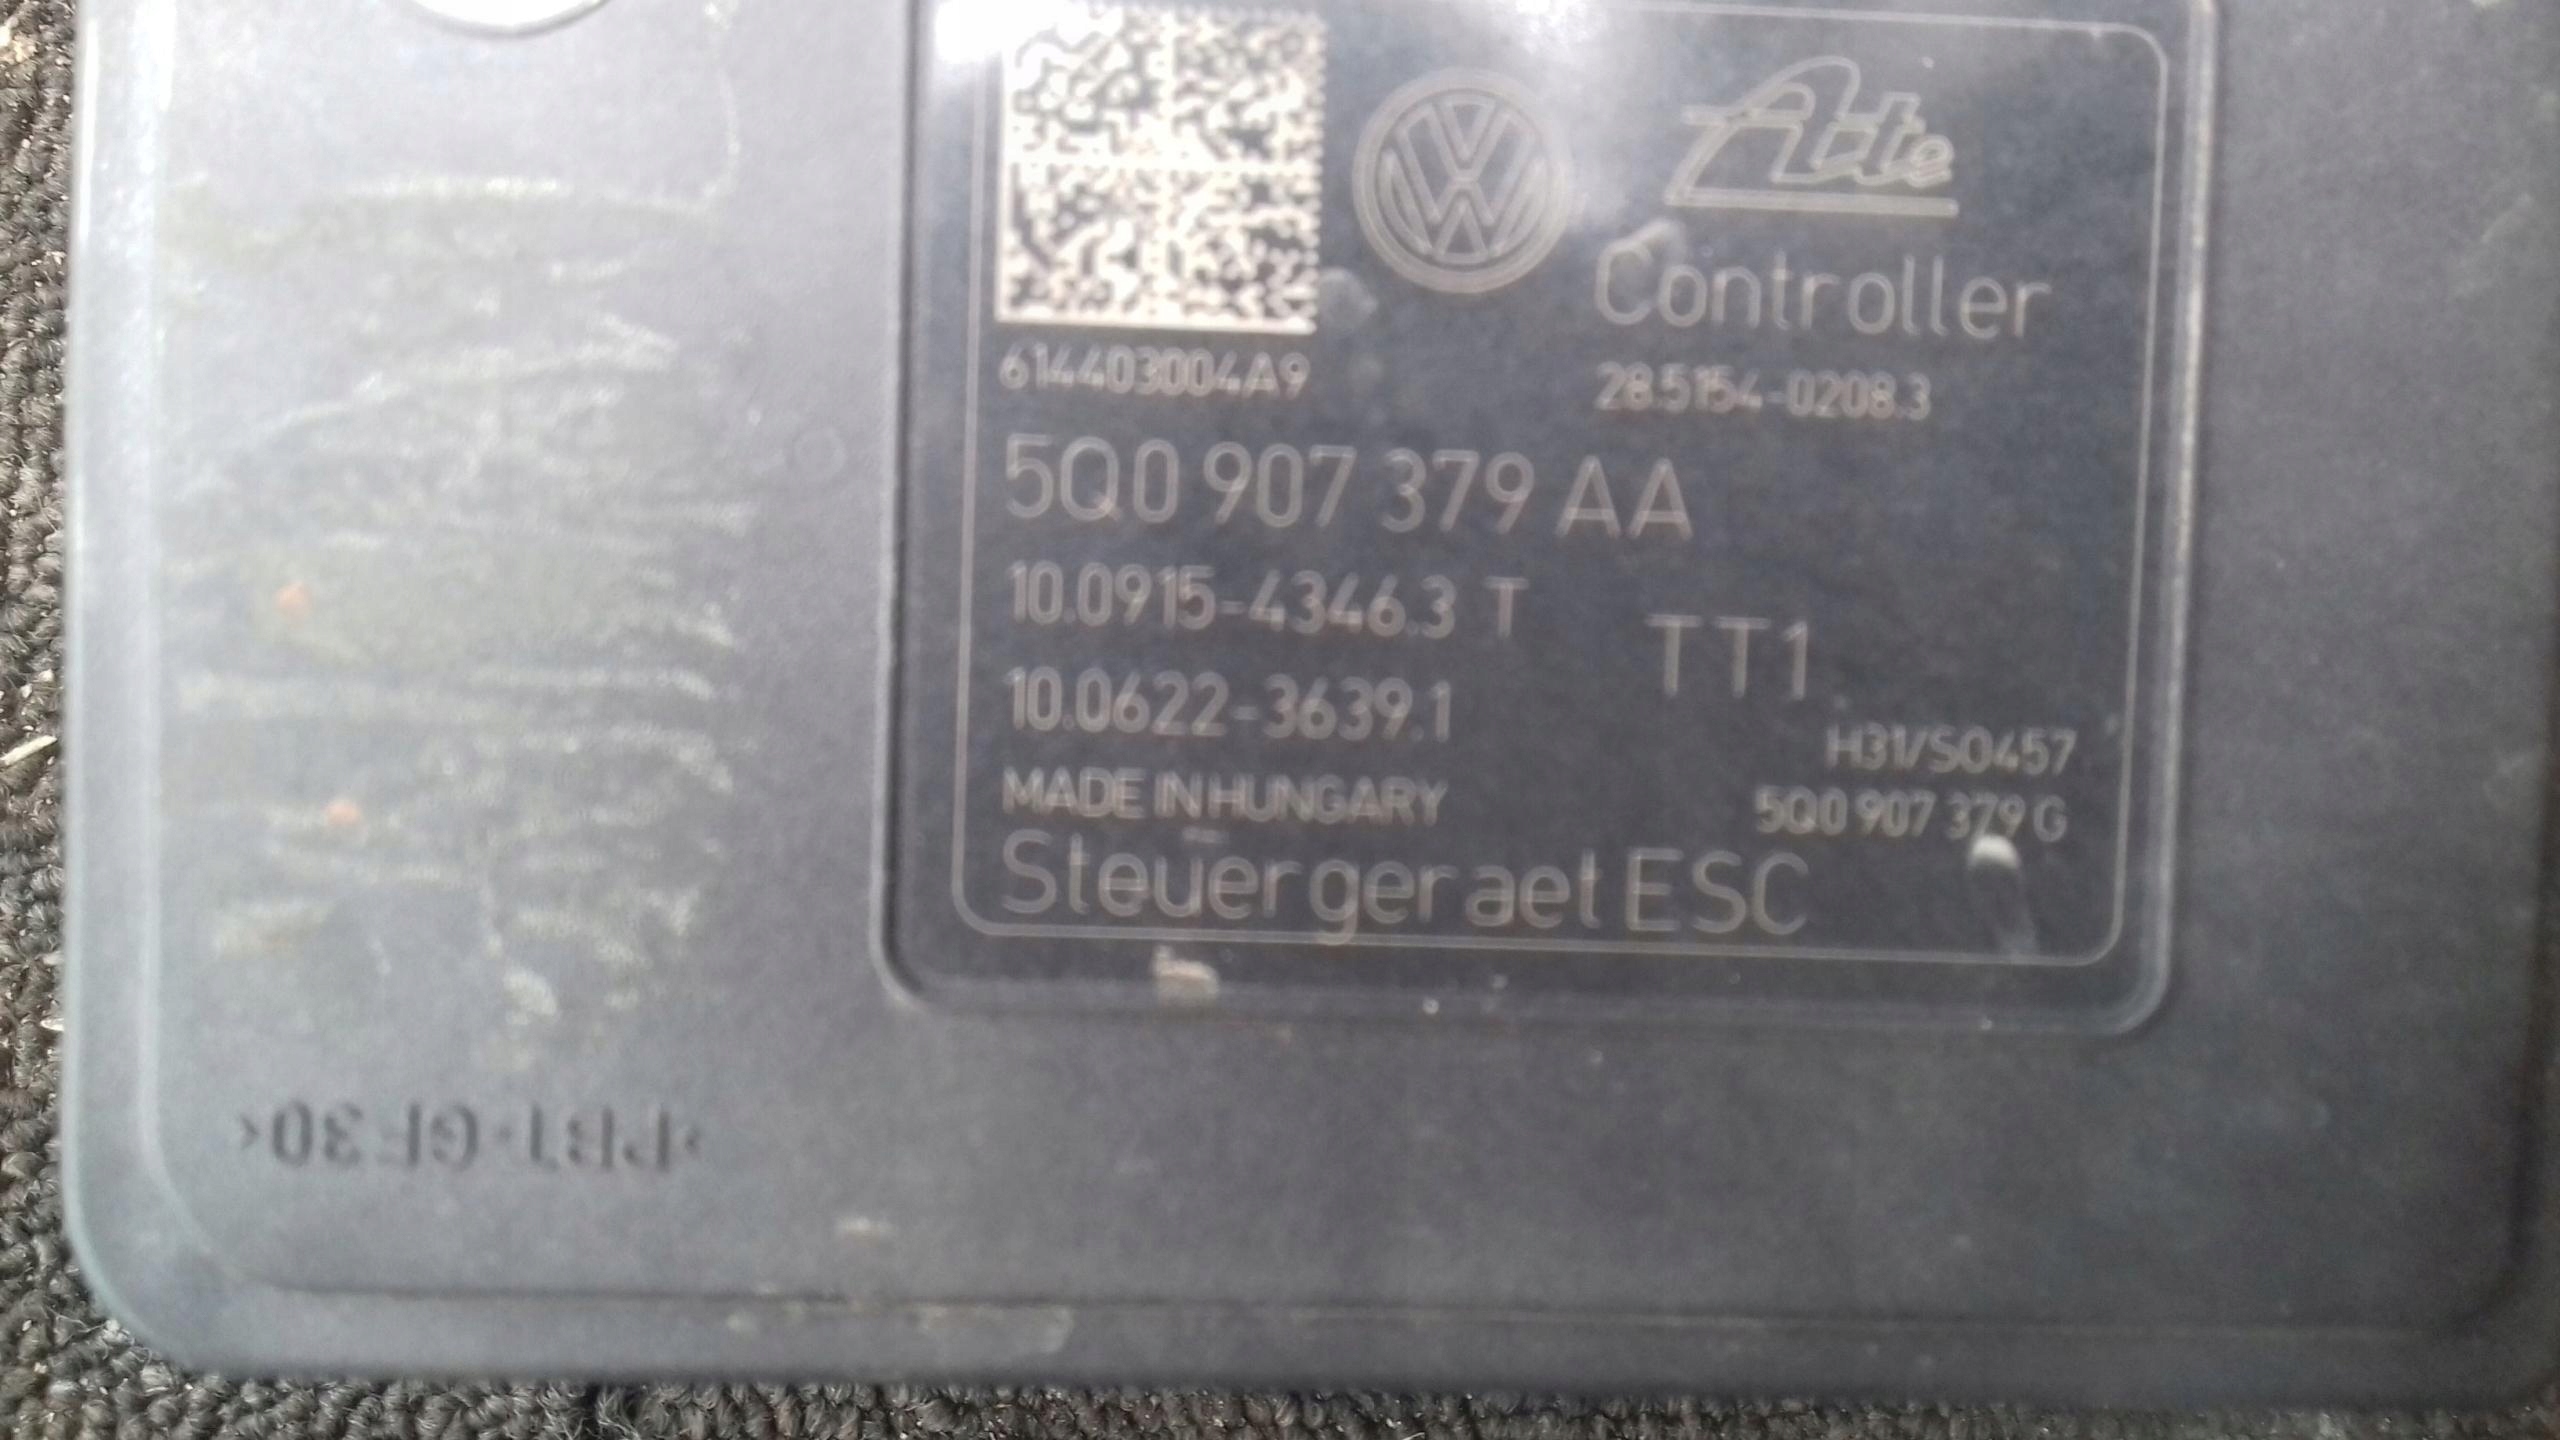 Ate
Controller
614403004A9
28.5154-0208.3
5Q0 907 379 AA
10.0915-4346.3 T
TT1
10.0622-3639.1
H31/S0457
MADE IN HUNGARY
5Q0 907 379 G
Steuergeraet ESC
>PBT-GF30<